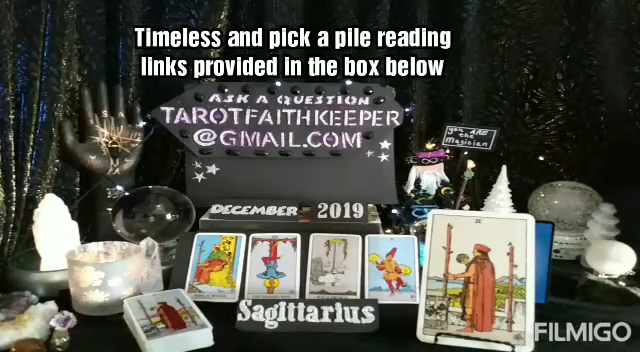 Timeless and pick a pile reading
links provided in the box below
ASK A QUESTION
TAROTFAITHKEEPER
@GMAIL.COM
you ARE
the
Magician
DECEMBER - 2019
II
Sagittarius
FILMIGO